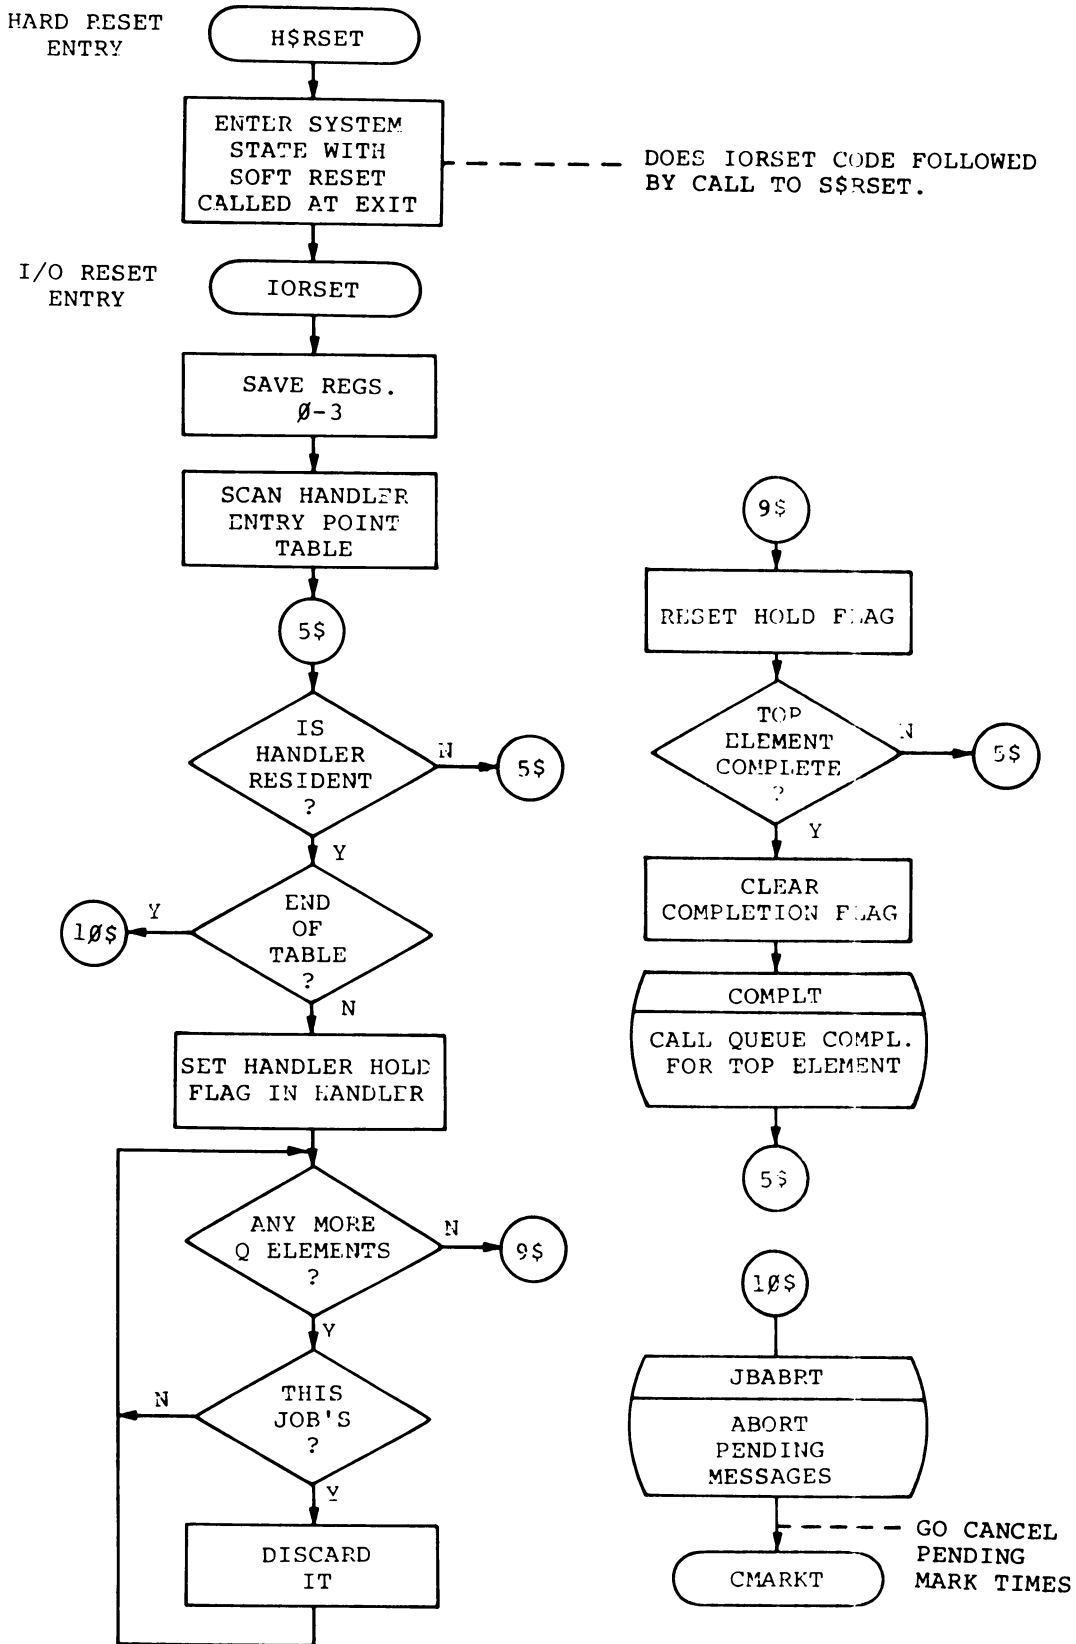 HARD RESET
ENTRY
H$RSET
ENTER SYSTEM
STATE WITH
SOFT RESET
CALLED AT EXIT
DOES IORSET CODE FOLLOWED
BY CALL TO S$RSET.
I/O RESET
ENTRY
IORSET
SAVE REGS.
Ø-3
SCAN HANDLER
ENTRY POINT
TABLE
5$
IS
HANDLER
RESIDENT
?
N
5$
Y
END
OF
TABLE
?
Y
1Ø$
N
SET HANDLER HOLD
FLAG IN HANDLER
ANY MORE
Q ELEMENTS
?
N
9$
Y
THIS
JOB'S
?
N
Y
DISCARD
IT
9$
RESET HOLD FLAG
TOP
ELEMENT
COMPLETE
?
N
5$
Y
CLEAR
COMPLETION FLAG
COMPLT
CALL QUEUE COMPL.
FOR TOP ELEMENT
5$
1Ø$
JBABRT
ABORT
PENDING
MESSAGES
GO CANCEL
PENDING
MARK TIMES
CMARKT